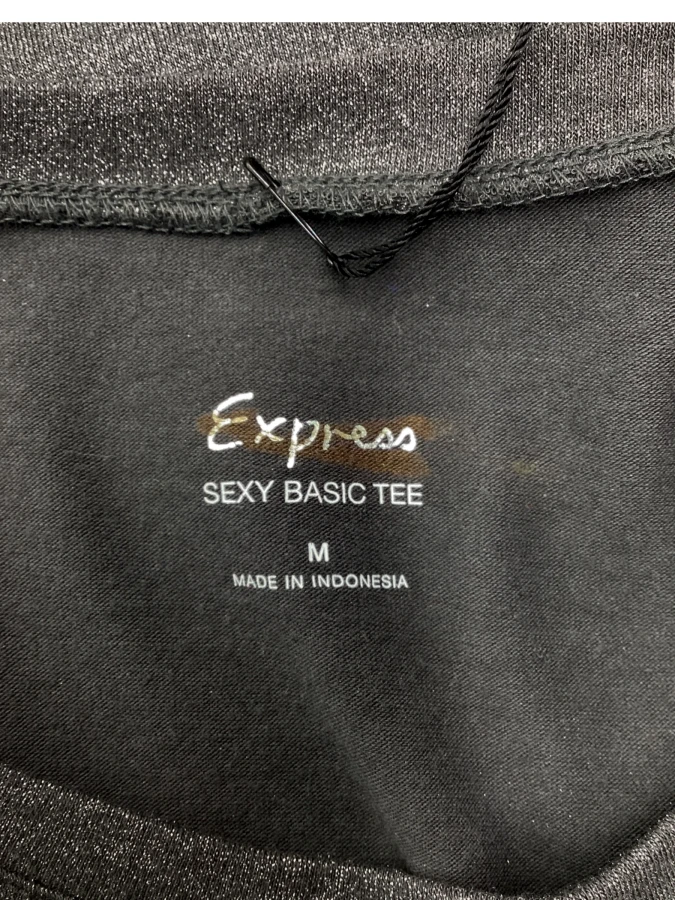 Express
SEXY BASIC TEE
M
MADE IN INDONESIA